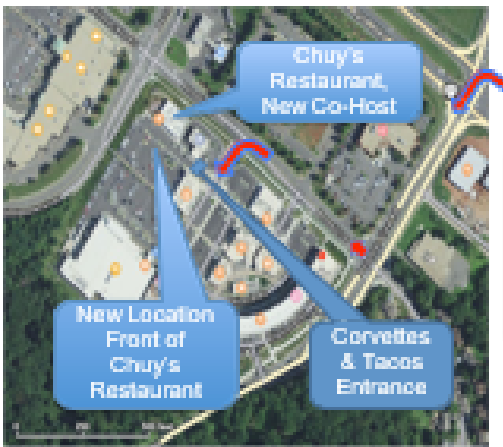 Chuy's
Restaurant,
New Co-Host
New Location
Front of
Chuy's
Restaurant
Corvettes
& Tacos
Entrance